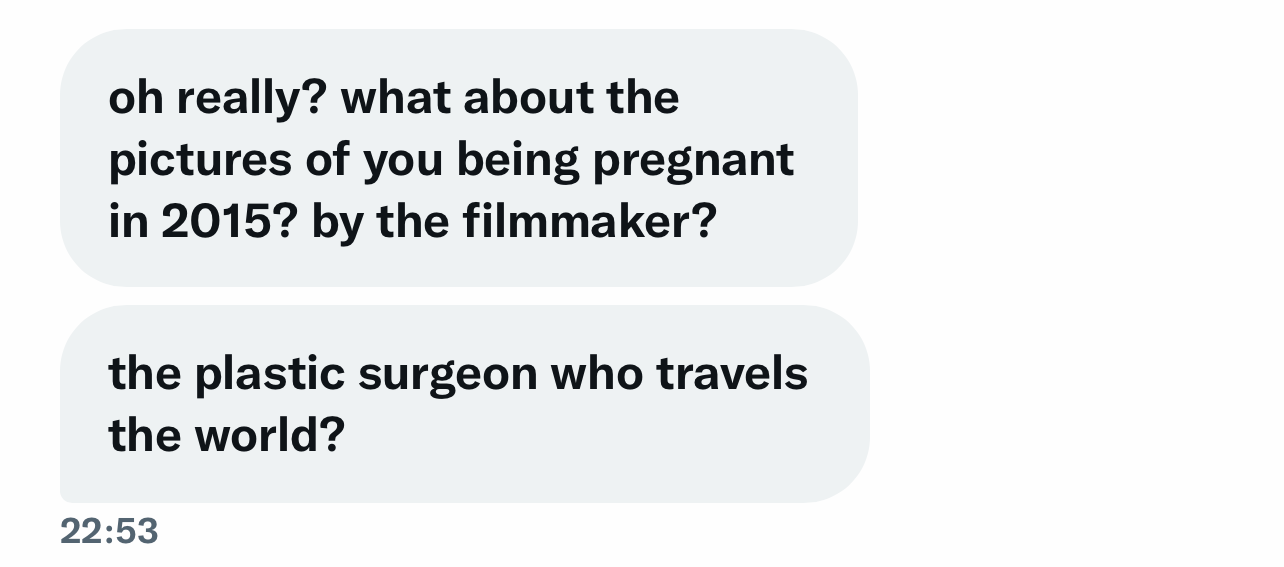 oh really? what about the
pictures of you being pregnant
in 2015? by the filmmaker?
the plastic surgeon who travels
the world?
22:53